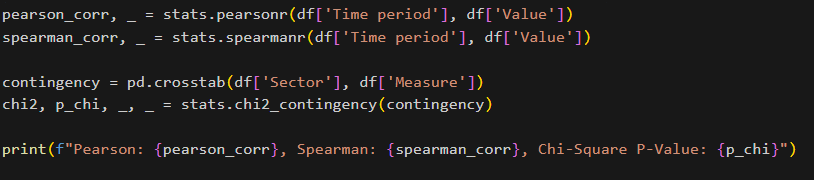 pearson_corr, _ = stats.pearsonr(df['Time period'], df['Value'])
spearman_corr, _ = stats.spearmanr(df['Time period'], df['Value'])
contingency = pd.crosstab(df['Sector'], df['Measure'])
chi2, p_chi, _, _ = stats.chi2_contingency(contingency)
print(f"Pearson: {pearson_corr}, Spearman: {spearman_corr}, Chi-Square P-Value: {p_chi}")